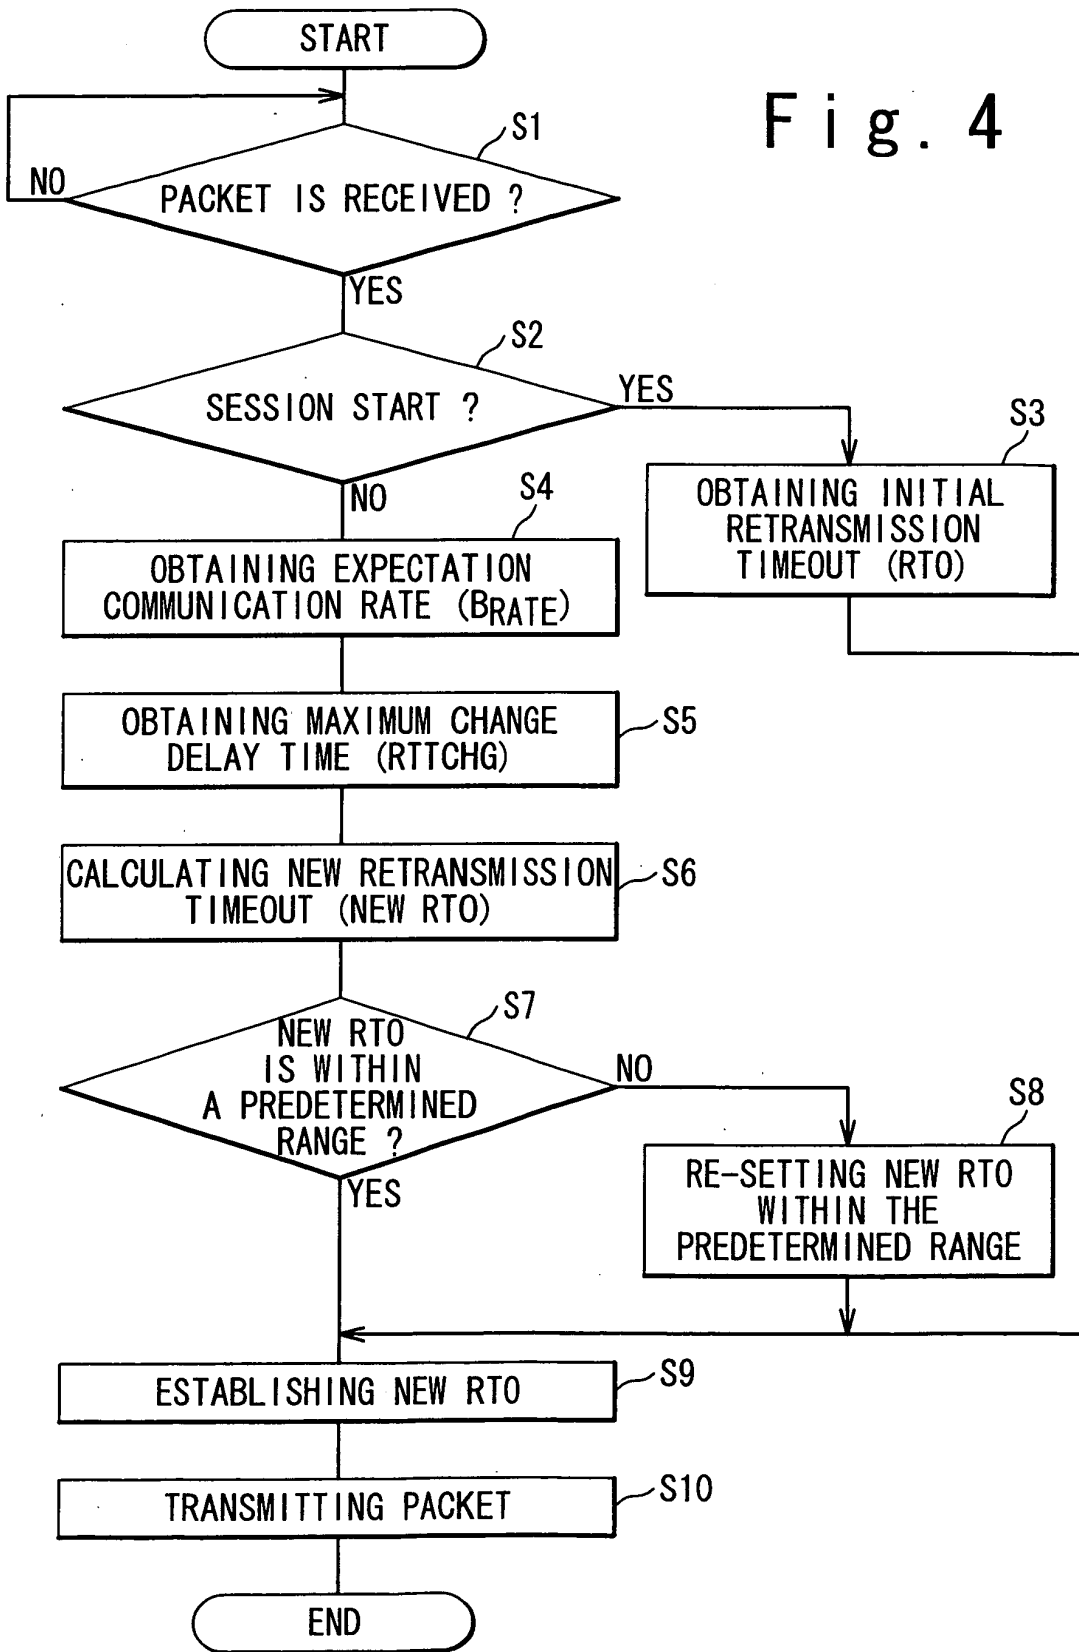 START
Fig. 4
S1
NO
PACKET IS RECEIVED ?
YES
S2
SESSION START ?
YES
NO
S3
OBTAINING INITIAL
RETRANSMISSION
TIMEOUT (RTO)
S4
OBTAINING EXPECTATION
COMMUNICATION RATE (BRATE)
OBTAINING MAXIMUM CHANGE
DELAY TIME (RTTCHG)
S5
CALCULATING NEW RETRANSMISSION
TIMEOUT (NEW RTO)
S6
S7
NEW RTO
IS WITHIN
A PREDETERMINED
RANGE ?
NO
YES
S8
RE-SETTING NEW RTO
WITHIN THE
PREDETERMINED RANGE
ESTABLISHING NEW RTO
S9
TRANSMITTING PACKET
S10
END